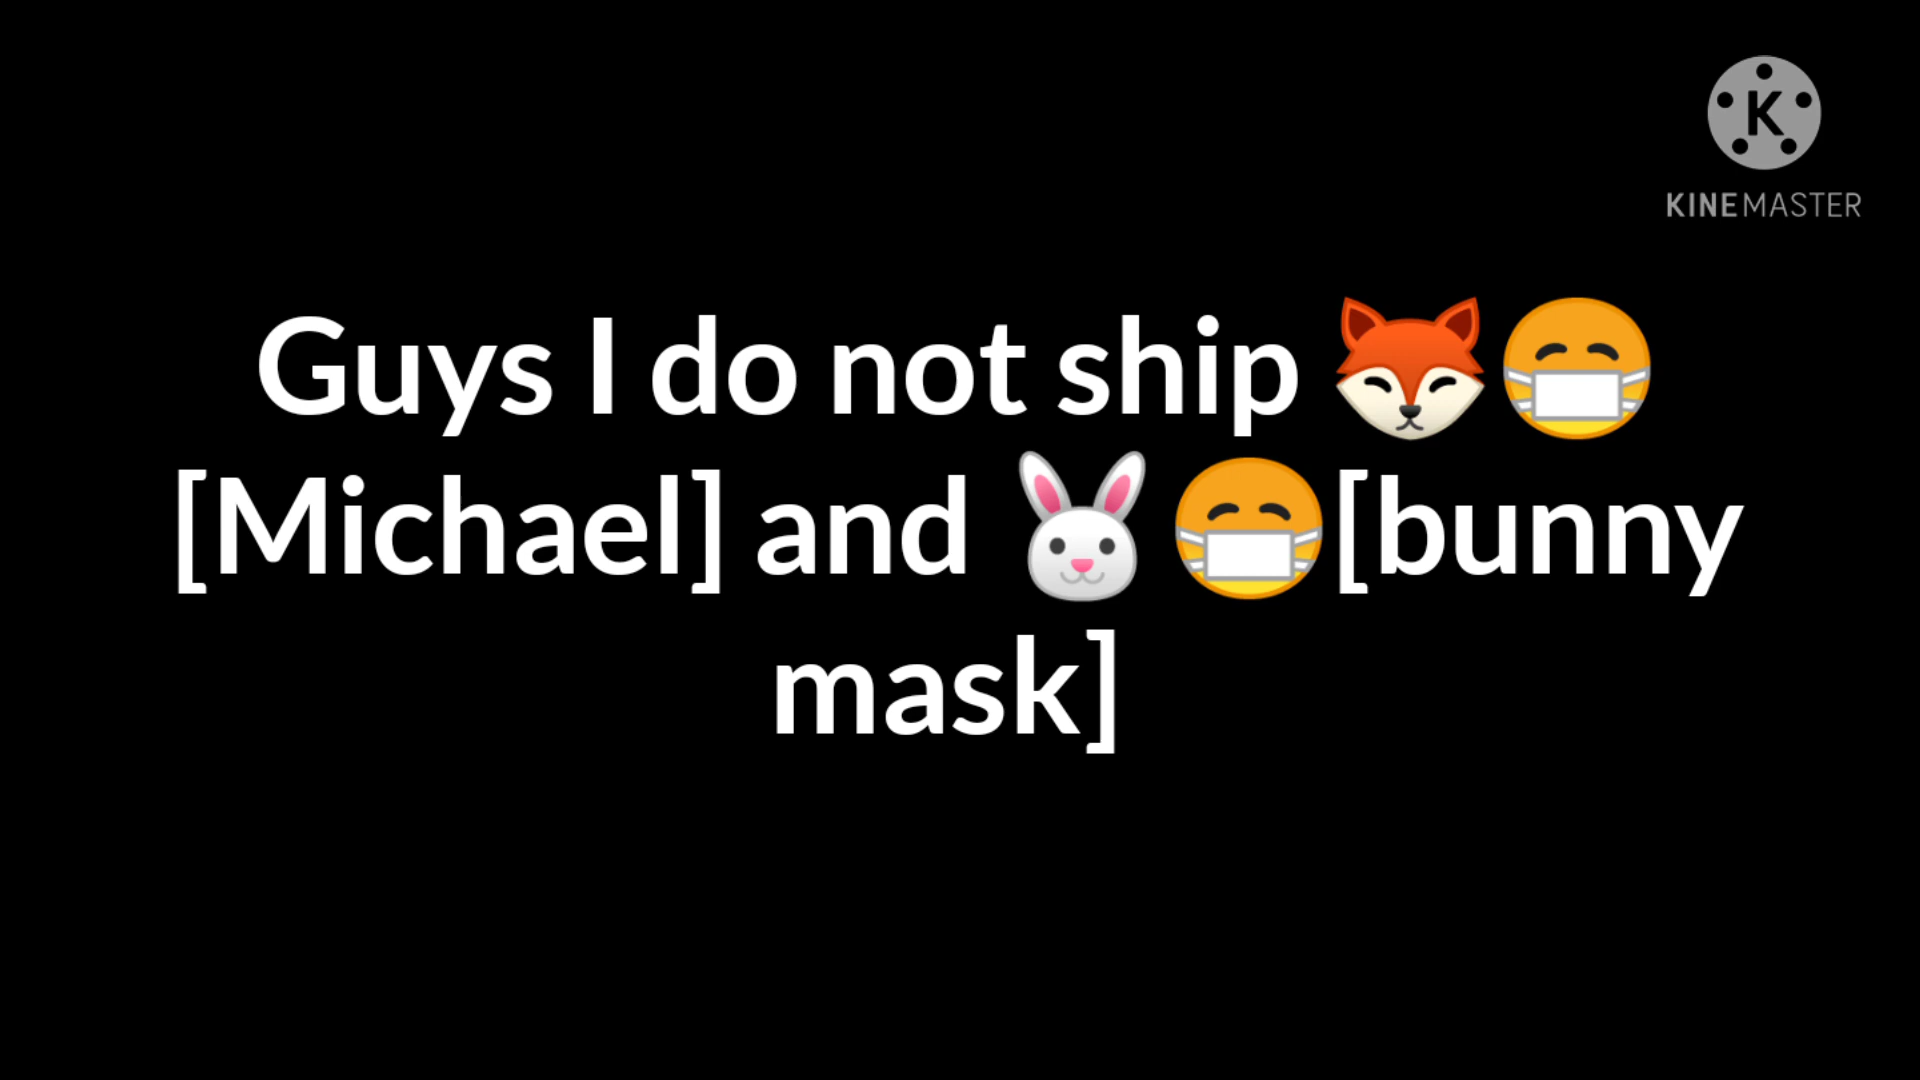 K
KINEMASTER
Guys I do not ship 🦊😷
[Michael] and 🐰😷[bunny
mask]